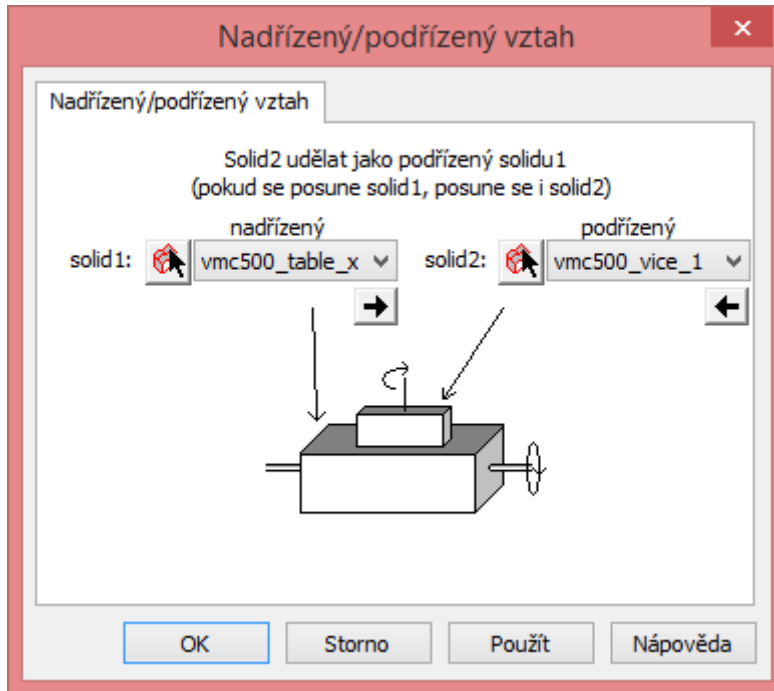 Nadřízený/podřízený vztah
Nadřízený/podřízený vztah
Solid2 udělat jako podřízený solidu1
(pokud se posune solid1, posune se i solid2)
nadřízený podřízený
solid1: vmc500_table_x solid2: vmc500_vice_1
OK Storno Použít Nápověda